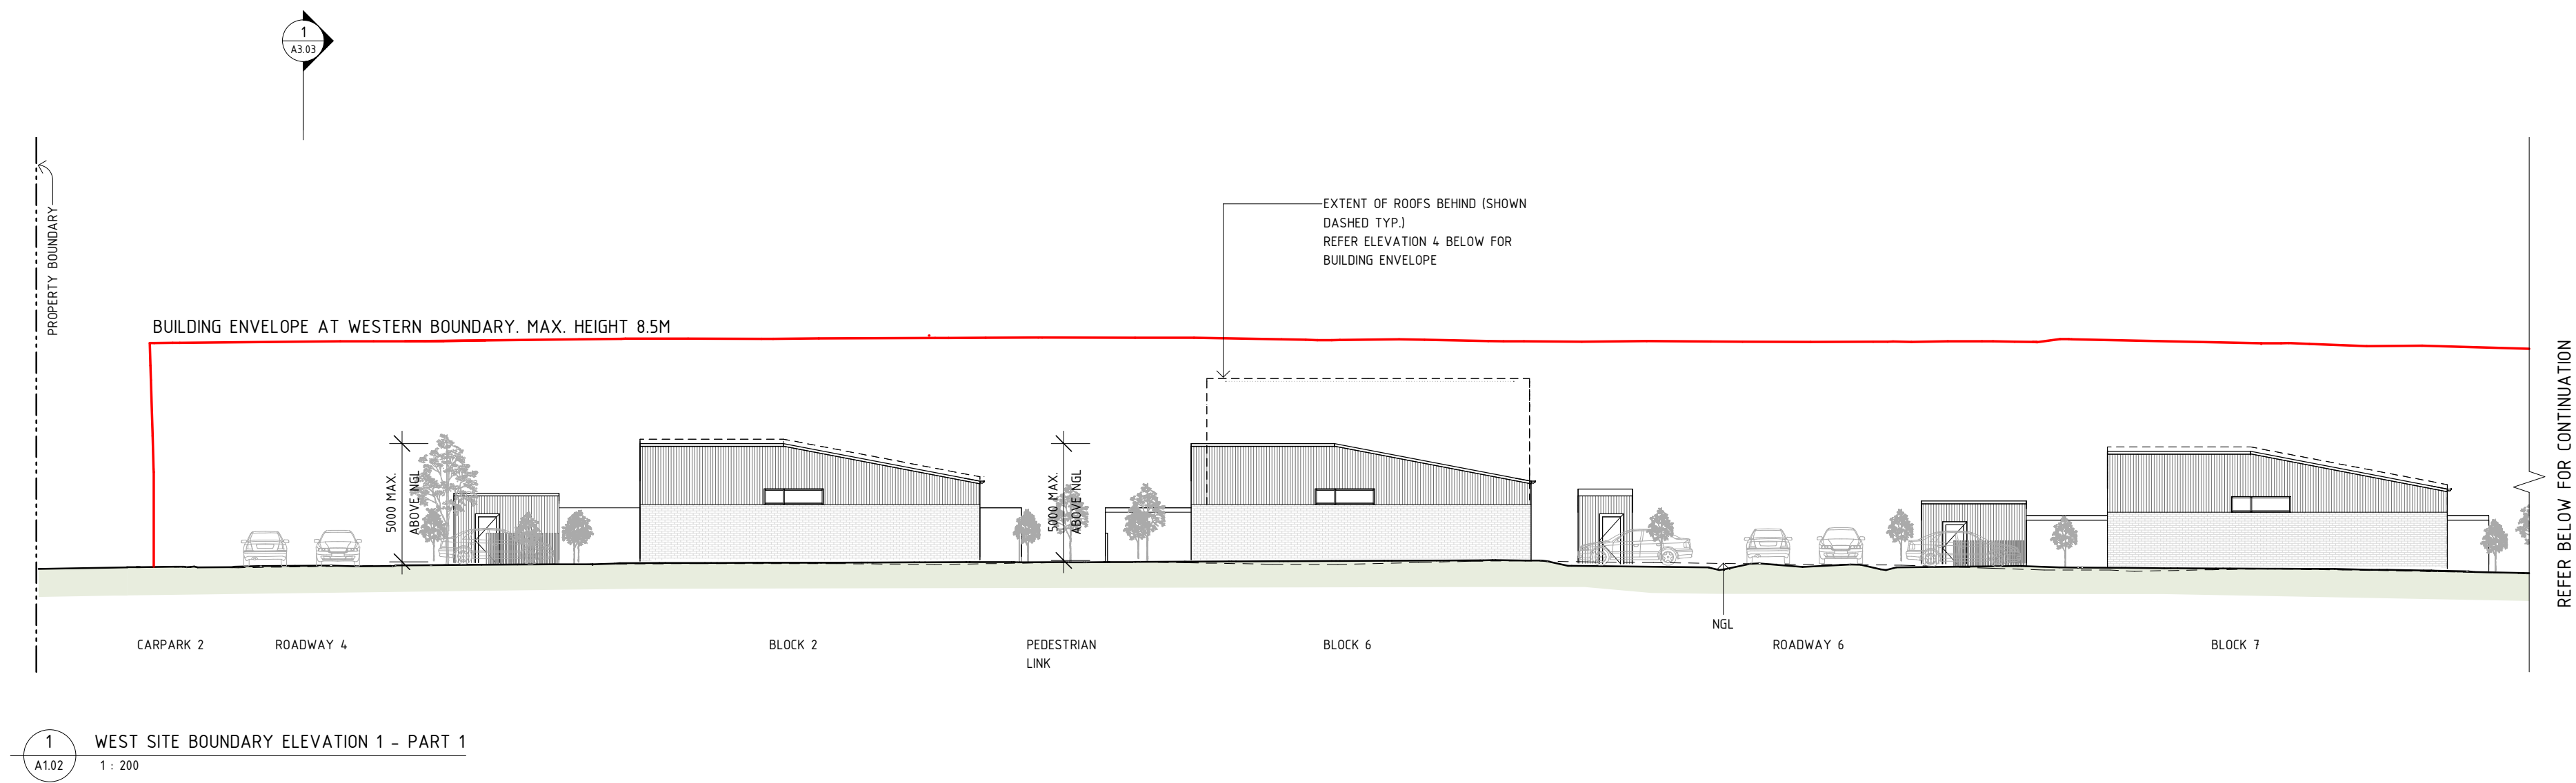 1
A3.03
PROPERTY BOUNDARY
EXTENT OF ROOFS BEHIND (SHOWN
DASHED TYP.)
REFER ELEVATION 4 BELOW FOR
BUILDING ENVELOPE
BUILDING ENVELOPE AT WESTERN BOUNDARY. MAX. HEIGHT 8.5M
5000 MAX.
ABOVE NGL
5000 MAX.
ABOVE NGL
REFER BELOW FOR CONTINUATION
NGL
CARPARK 2
ROADWAY 4
BLOCK 2
PEDESTRIAN
LINK
BLOCK 6
ROADWAY 6
BLOCK 7
1
A1.02
WEST SITE BOUNDARY ELEVATION 1 - PART 1
1 : 200